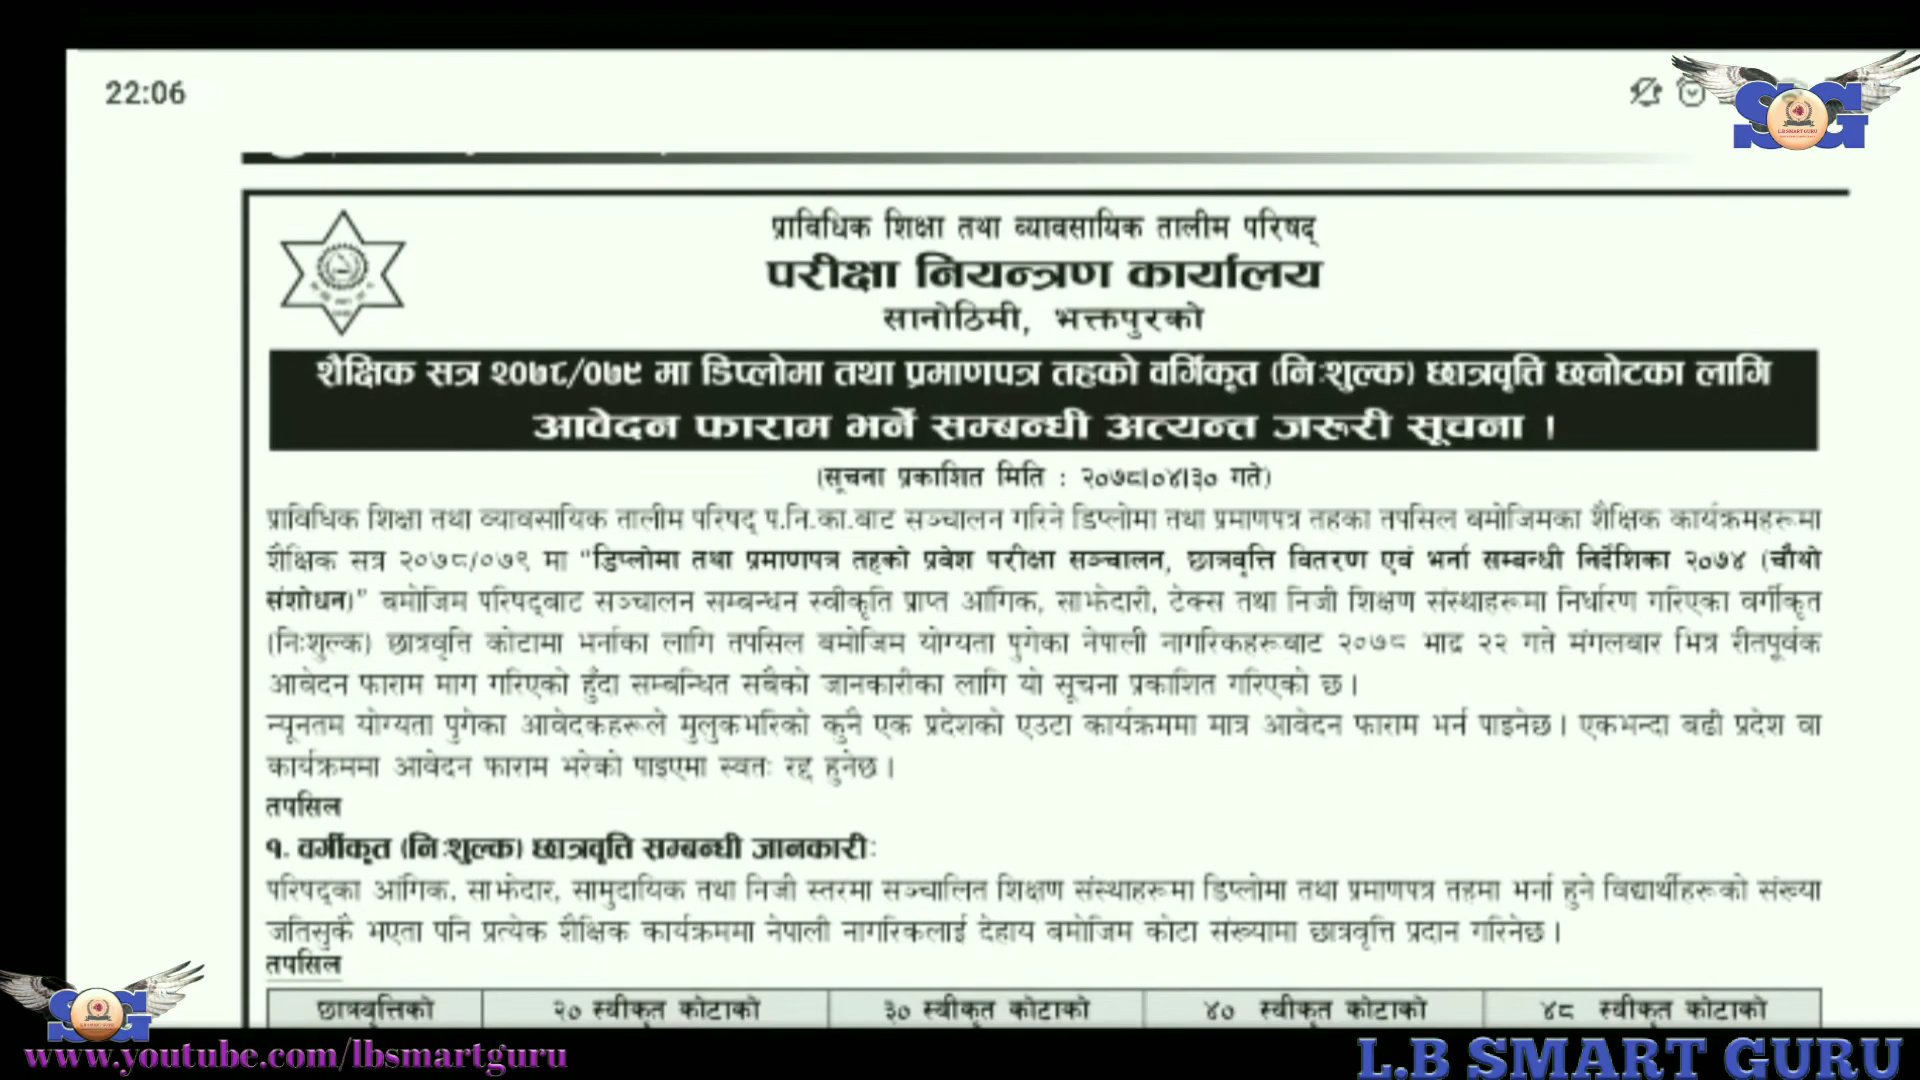 22:06
प्राविधिक शिक्षा तथा व्यावसायिक तालीम परिषद्
परीक्षा नियन्त्रण कार्यालय
सानोठिमी, भक्तपुरको
शैक्षिक सत्र २०७८/०७९ मा डिप्लोमा तथा प्रमाणपत्र तहको वर्गिकृत (निःशुल्क) छात्रवृति छनोटका लागि
आवेदन फाराम भर्ने सम्बन्धी अत्यन्त जरूरी सूचना ।
(सूचना प्रकाशित मिति : २०७८।०४।३० गते)
प्राविधिक शिक्षा तथा व्यावसायिक तालीम परिषद् प.नि.का.बाट सञ्चालन गरिने डिप्लोमा तथा प्रमाणपत्र तहका तपसिल बमोजिमका शैक्षिक कार्यक्रमहरूमा
शैक्षिक सत्र २०७८/०७९ मा "डिप्लोमा तथा प्रमाणपत्र तहको प्रवेश परीक्षा सञ्चालन, छात्रवृत्ति वितरण एवं भर्ना सम्बन्धी निर्देशिका २०७४ (चौथो
संशोधन)" बमोजिम परिषद्बाट सञ्चालन सम्बन्धन स्वीकृति प्राप्त आंगिक, साझेदारी, टेक्स तथा निजी शिक्षण संस्थाहरूमा निर्धारण गरिएका वर्गीकृत
(निःशुल्क) छात्रवृत्ति कोटामा भर्नाका लागि तपसिल बमोजिम योग्यता पुगेका नेपाली नागरिकहरूबाट २०७८ भाद्र २२ गते मंगलबार भित्र रीतपूर्वक
आवेदन फाराम माग गरिएको हुँदा सम्बन्धित सबैको जानकारीका लागि यो सूचना प्रकाशित गरिएको छ ।
न्यूनतम योग्यता पुगेका आवेदकहरूले मुलुकभरिको कुनै एक प्रदेशको एउटा कार्यक्रममा मात्र आवेदन फाराम भर्न पाइनेछ । एकभन्दा बढी प्रदेश वा
कार्यक्रममा आवेदन फाराम भरेको पाइएमा स्वतः रद्द हुनेछ ।
तपसिल
१. वर्गीकृत (निःशुल्क) छात्रवृति सम्बन्धी जानकारीः
परिषद्का आंगिक, साझेदार, सामुदायिक तथा निजी स्तरमा सञ्चालित शिक्षण संस्थाहरूमा डिप्लोमा तथा प्रमाणपत्र तहमा भर्ना हुने विद्यार्थीहरूको संख्या
जतिसुकै भएता पनि प्रत्येक शैक्षिक कार्यक्रममा नेपाली नागरिकलाई देहाय बमोजिम कोटा संख्यामा छात्रवृत्ति प्रदान गरिनेछ ।
तपसिल
छात्रवृत्तिको २० स्वीकृत कोटाको ३० स्वीकृत कोटाको ४० स्वीकृत कोटाको ४८ स्वीकृत कोटाको
SG
L.B SMART GURU
SG
www.youtube.com/lbsmartguru
L.B SMART GURU